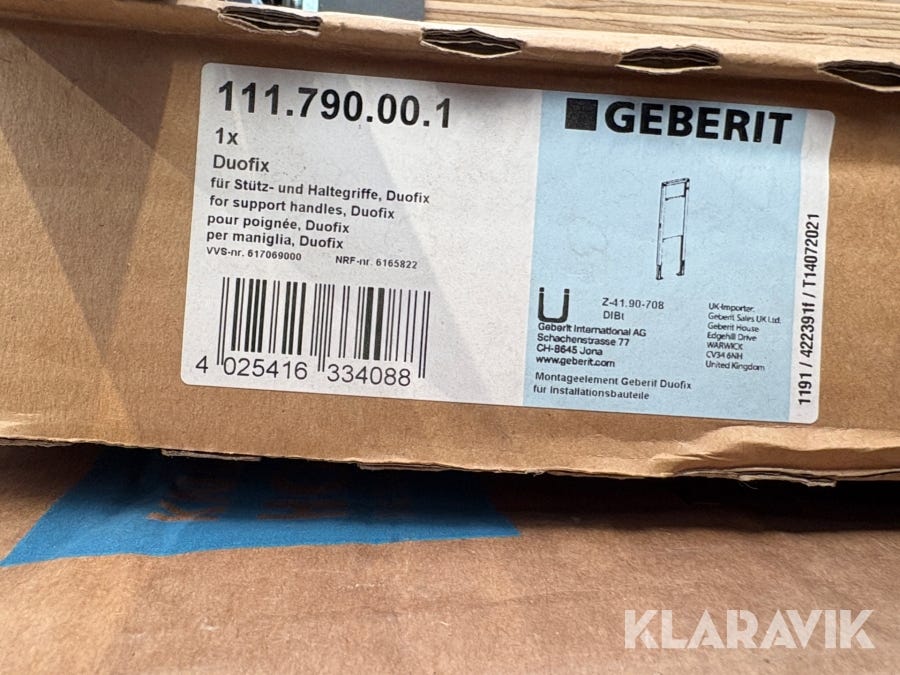 111.790.00.1
1x
Duofix
für Stütz- und Haltegriffe, Duofix
for support handles, Duofix
pour poignée, Duofix
per maniglia, Duofix
VVS-nr. 617069000 NRF-nr. 6165822
4 025416 334088
GEBERIT
Z-41.90-708
DIBt
Geberit International AG
Schachenstrasse 77
CH-8645 Jona
www.geberit.com
UK-Importer:
Geberit Sales UK Ltd.
Geberit House
Edgehill Drive
WARWICK
CV34 6NH
United Kingdom
Montageelement Geberit Duofix
für Installationsbauteile
1191 / 422391f / T14072021
KLARAVIK